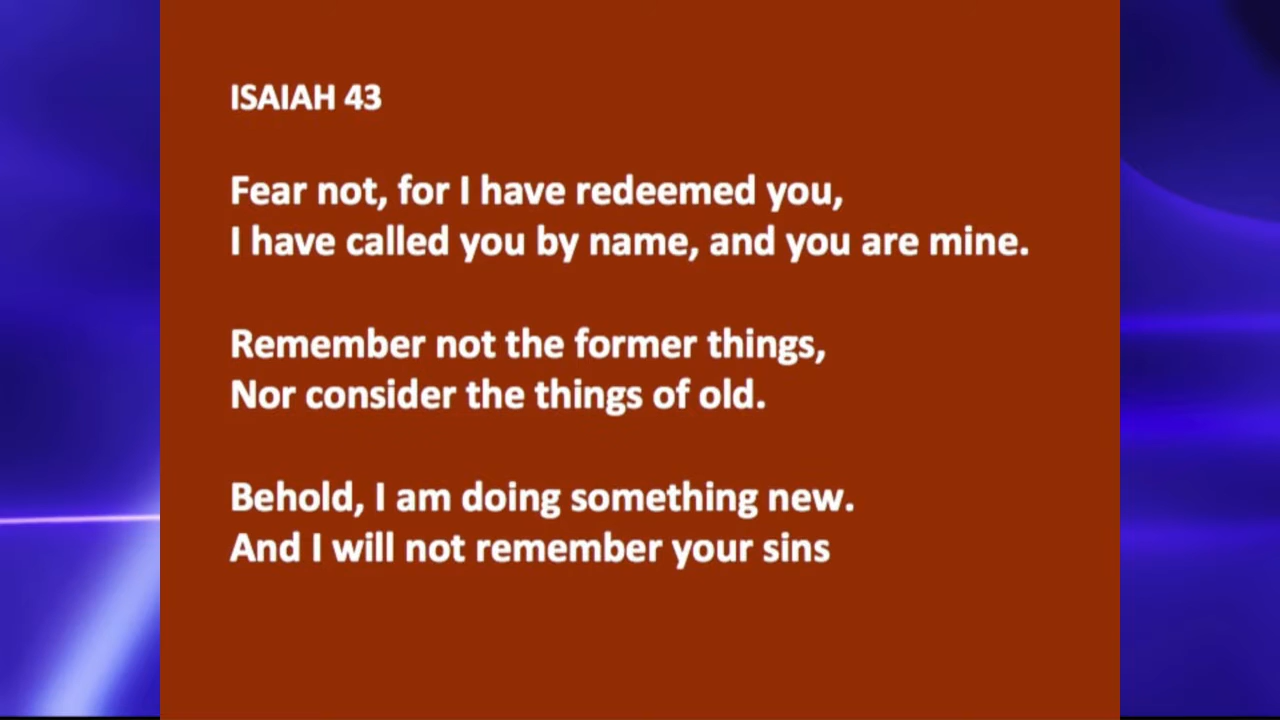 ISAIAH 43
Fear not, for I have redeemed you,
I have called you by name, and you are mine.
Remember not the former things,
Nor consider the things of old.
Behold, I am doing something new.
And I will not remember your sins